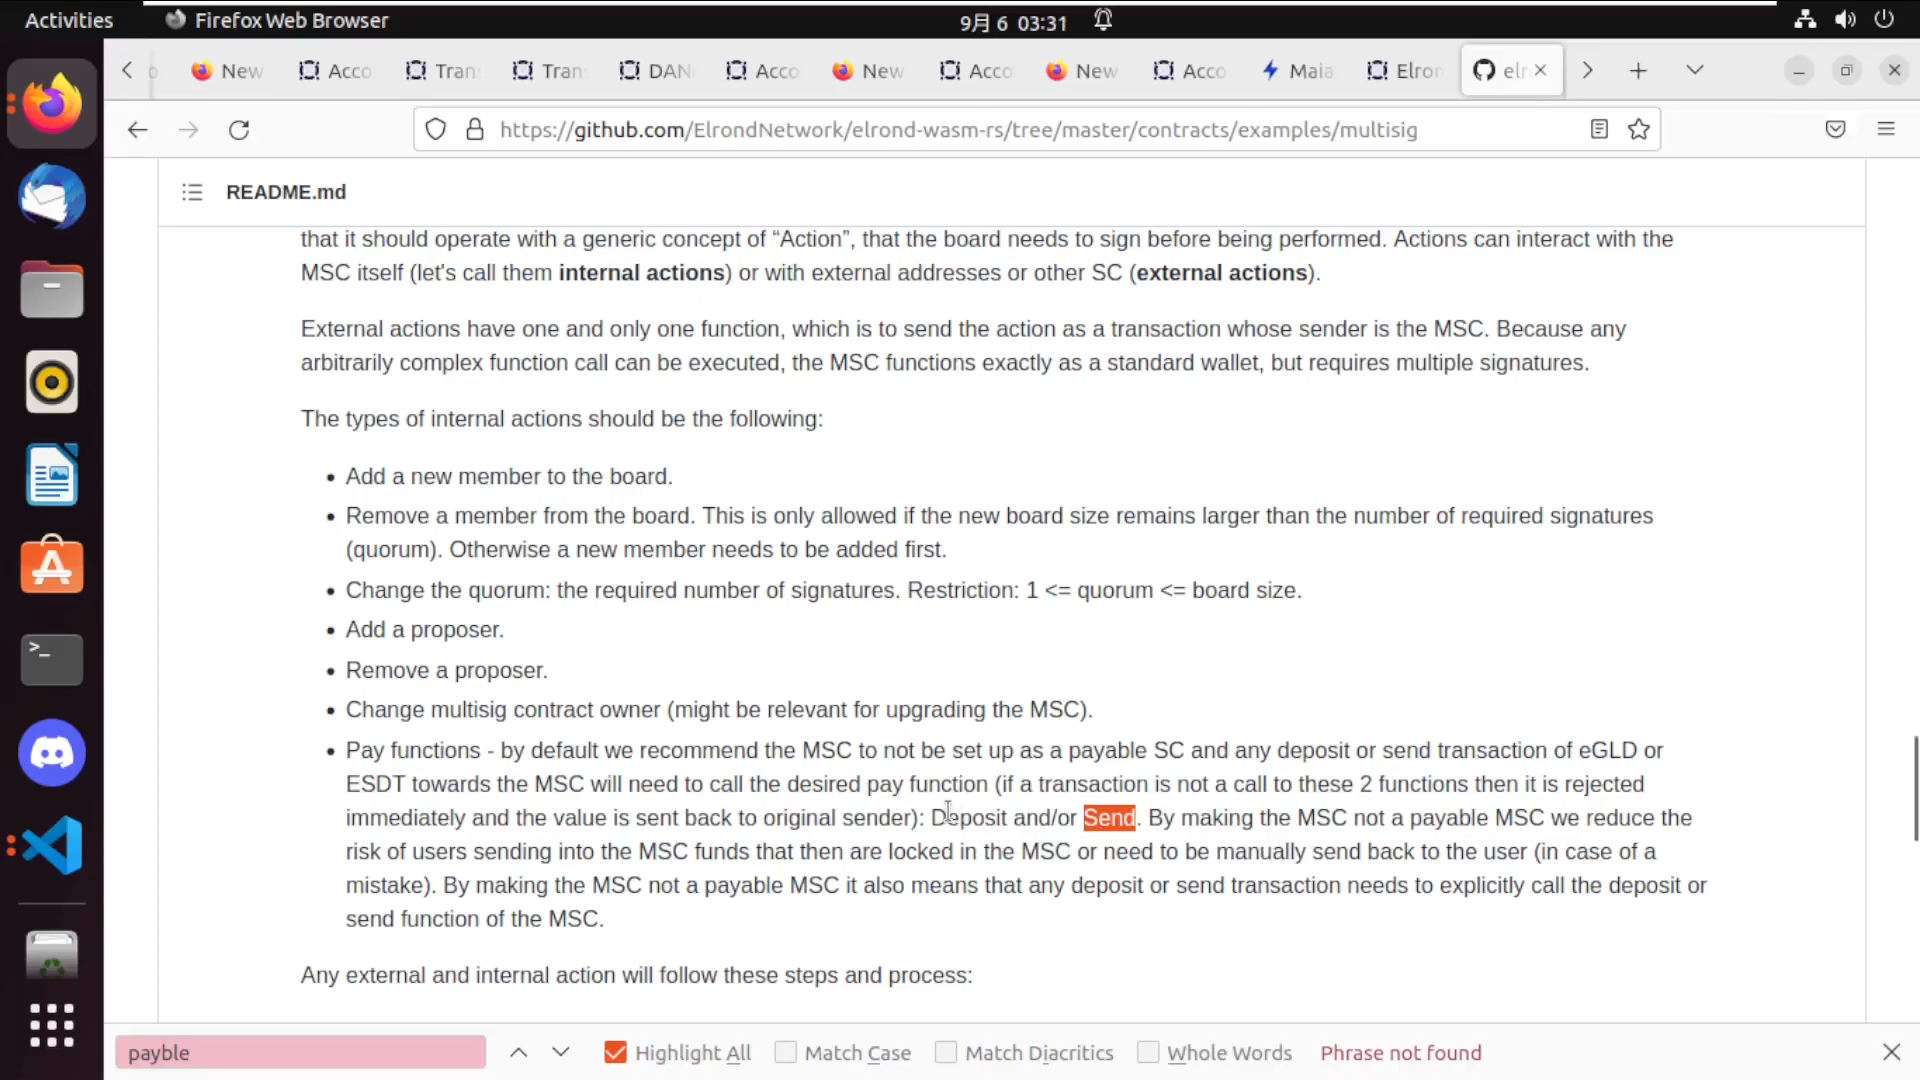 Activities
Firefox Web Browser
9月 6 03:31
New
Acco
Tran
Tran
DAN
Acco
New
Acco
New
Acco
Maia
Elron
elr
https://github.com/ElrondNetwork/elrond-wasm-rs/tree/master/contracts/examples/multisig
README.md
that it should operate with a generic concept of “Action”, that the board needs to sign before being performed. Actions can interact with the
MSC itself (let's call them internal actions) or with external addresses or other SC (external actions).
External actions have one and only one function, which is to send the action as a transaction whose sender is the MSC. Because any
arbitrarily complex function call can be executed, the MSC functions exactly as a standard wallet, but requires multiple signatures.
The types of internal actions should be the following:
• Add a new member to the board.
• Remove a member from the board. This is only allowed if the new board size remains larger than the number of required signatures
(quorum). Otherwise a new member needs to be added first.
• Change the quorum: the required number of signatures. Restriction: 1 <= quorum <= board size.
• Add a proposer.
• Remove a proposer.
• Change multisig contract owner (might be relevant for upgrading the MSC).
• Pay functions - by default we recommend the MSC to not be set up as a payable SC and any deposit or send transaction of eGLD or
ESDT towards the MSC will need to call the desired pay function (if a transaction is not a call to these 2 functions then it is rejected
immediately and the value is sent back to original sender): Deposit and/or Send. By making the MSC not a payable MSC we reduce the
risk of users sending into the MSC funds that then are locked in the MSC or need to be manually send back to the user (in case of a
mistake). By making the MSC not a payable MSC it also means that any deposit or send transaction needs to explicitly call the deposit or
send function of the MSC.
Any external and internal action will follow these steps and process:
payble
Highlight All
Match Case
Match Diacritics
Whole Words
Phrase not found